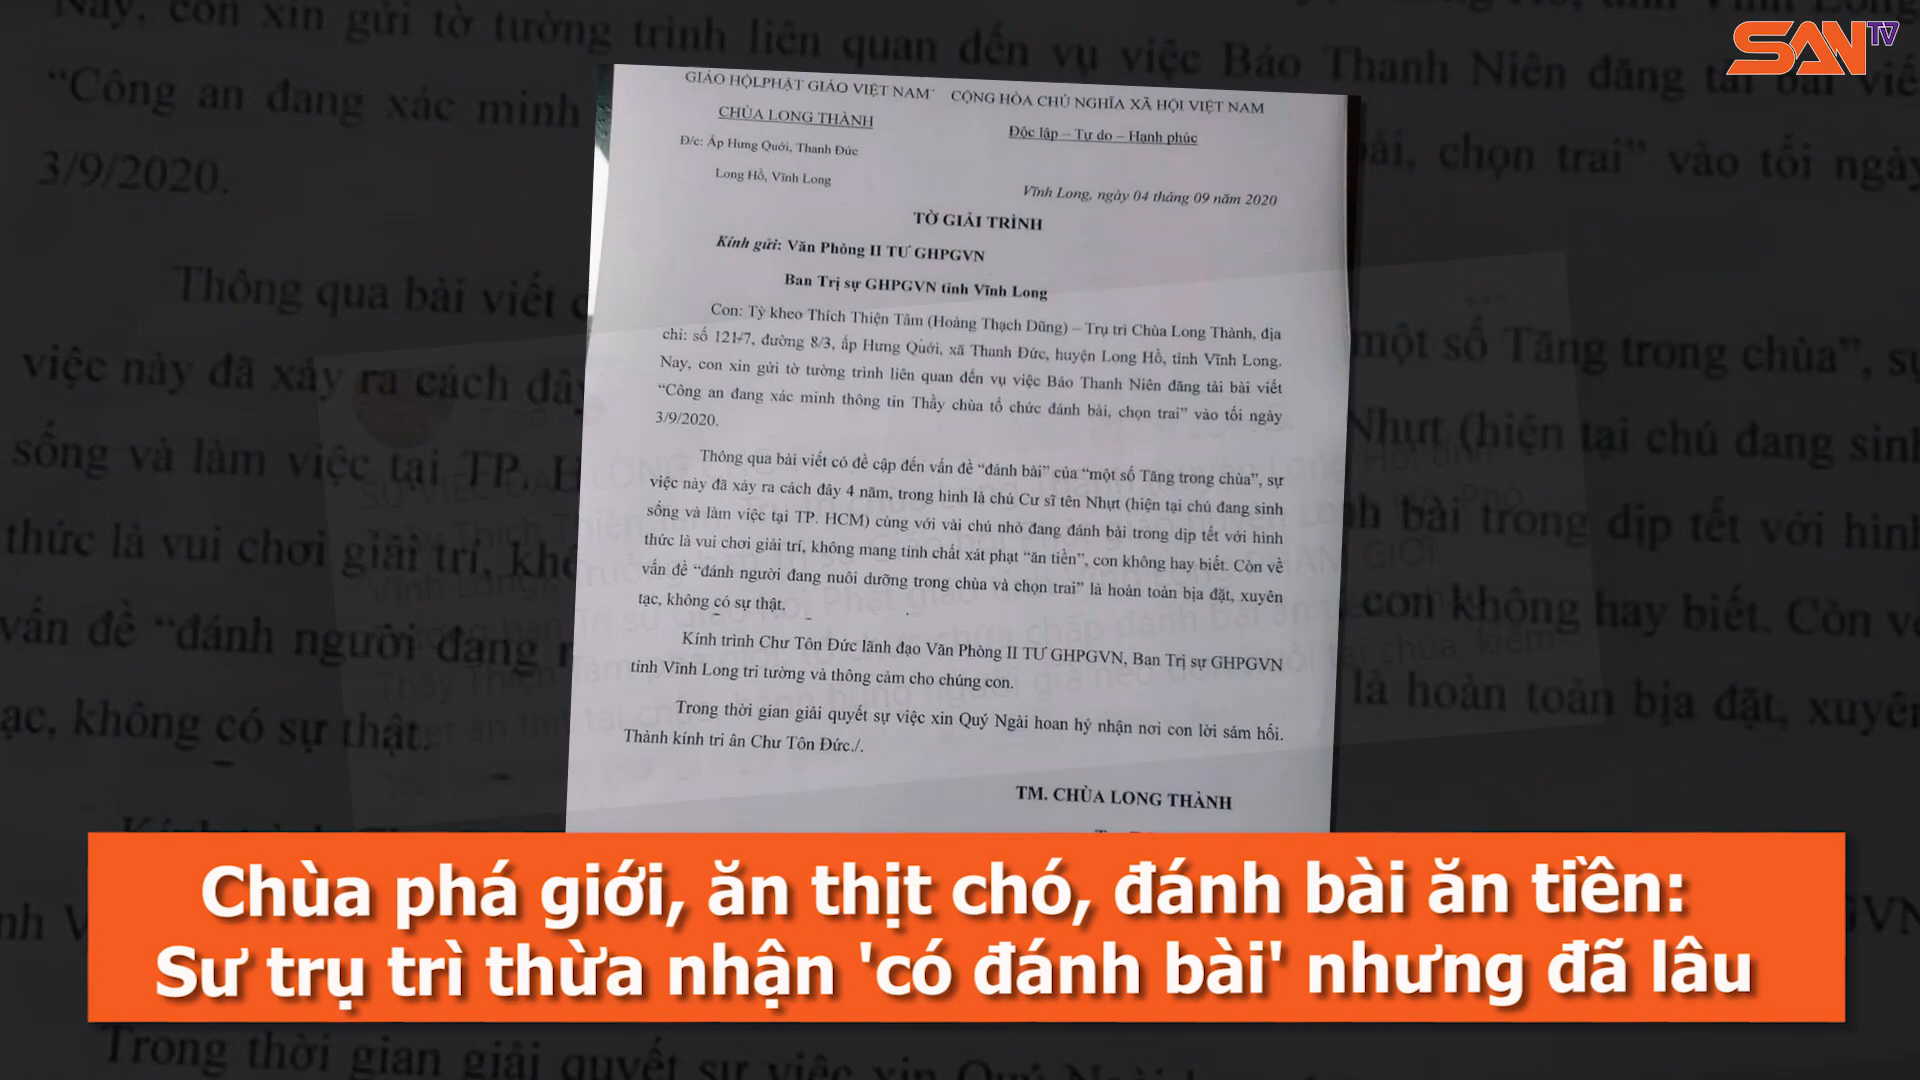 SAN TV
GIÁO HỘI PHẬT GIÁO VIỆT NAM
CỘNG HÒA CHỦ NGHĨA XÃ HỘI VIỆT NAM
CHÙA LONG THÀNH
Độc lập – Tự do – Hạnh phúc
Đ/c: Ấp Hưng Quới, Thanh Đức
Long Hồ, Vĩnh Long
Vĩnh Long, ngày 04 tháng 09 năm 2020
TỜ GIẢI TRÌNH
Kính gửi: Văn Phòng II TƯ GHPGVN
Ban Trị sự GHPGVN tỉnh Vĩnh Long
Con: Tỳ kheo Thích Thiện Tâm (Hoàng Thạch Dũng) – Trụ trì Chùa Long Thành, địa
chỉ: số 121/7, đường 8/3, ấp Hưng Quới, xã Thanh Đức, huyện Long Hồ, tỉnh Vĩnh Long.
Nay, con xin gửi tờ tường trình liên quan đến vụ việc Báo Thanh Niên đăng tải bài viết
“Công an đang xác minh thông tin Thầy chùa tổ chức đánh bài, chọn trai” vào tối ngày
3/9/2020.
Thông qua bài viết có đề cập đến vấn đề “đánh bài” của “một số Tăng trong chùa”, sự
việc này đã xảy ra cách đây 4 năm, trong hình là chú Cư sĩ tên Nhựt (hiện tại chú đang sinh
sống và làm việc tại TP. HCM) cùng với vài chú nhỏ đang đánh bài trong dịp tết với hình
thức là vui chơi giải trí, không mang tính chất xát phạt “ăn tiền”, con không hay biết. Còn về
vấn đề “đánh người đang nuôi dưỡng trong chùa và chọn trai” là hoàn toàn bịa đặt, xuyên
tạc, không có sự thật.
Kính trình Chư Tôn Đức lãnh đạo Văn Phòng II TƯ GHPGVN, Ban Trị sự GHPGVN
tỉnh Vĩnh Long tri tường và thông cảm cho chúng con.
Trong thời gian giải quyết sự việc xin Quý Ngài hoan hỷ nhận nơi con lời sám hối.
Thành kính tri ân Chư Tôn Đức./.
TM. CHÙA LONG THÀNH
Chùa phá giới, ăn thịt chó, đánh bài ăn tiền:
Sư trụ trì thừa nhận 'có đánh bài' nhưng đã lâu